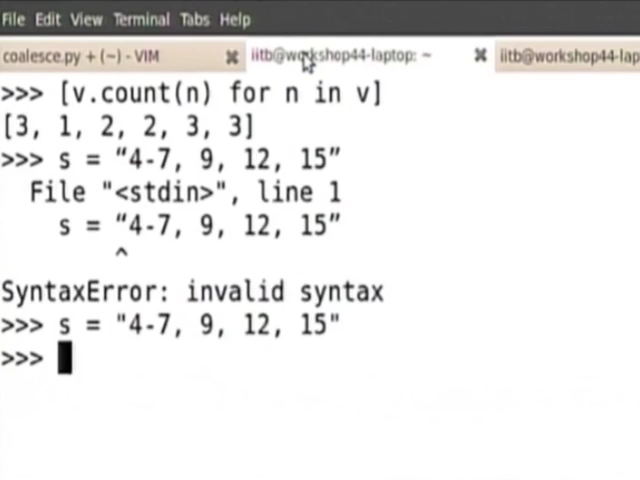 File Edit View Terminal Tabs Help
coalesce.py + (~) - VIM iitb@workshop44-laptop: ~ iitb@workshop44-lap
>>> [v.count(n) for n in v]
[3, 1, 2, 2, 3, 3]
>>> s = “4-7, 9, 12, 15”
File "<stdin>", line 1
s = “4-7, 9, 12, 15”
^
SyntaxError: invalid syntax
>>> s = "4-7, 9, 12, 15"
>>>